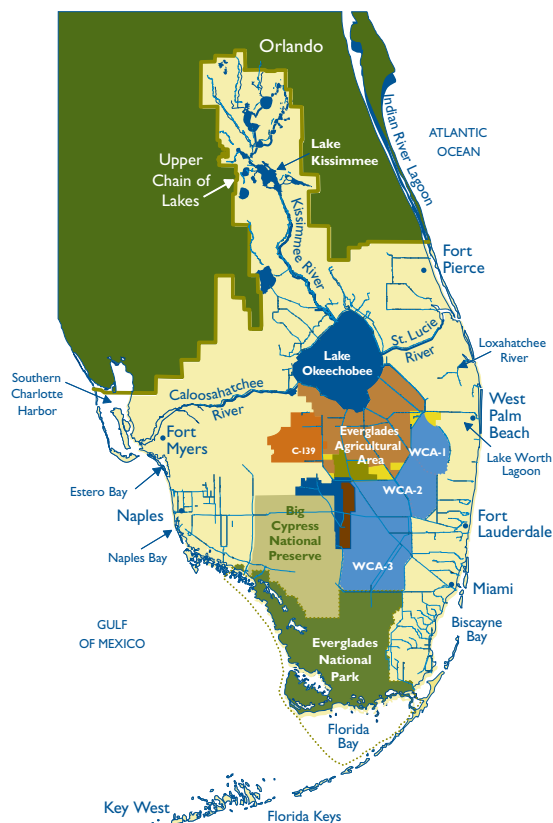 Orlando
Indian River Lagoon
ATLANTIC
OCEAN
Lake
Kissimmee
Upper
Chain of
Lakes
Kissimmee
River
Fort
Pierce
St. Lucie
River
Loxahatchee
River
Lake
Okeechobee
Southern
Charlotte
Harbor
Caloosahatchee
River
West
Palm
Beach
Fort
Myers
C-139
Everglades
Agricultural
Area
WCA-1
Lake Worth
Lagoon
Estero Bay
WCA-2
Naples
Big
Cypress
National
Preserve
Fort
Lauderdale
Naples Bay
WCA-3
Miami
GULF
OF MEXICO
Biscayne
Bay
Everglades
National
Park
Florida
Bay
Key West
Florida Keys